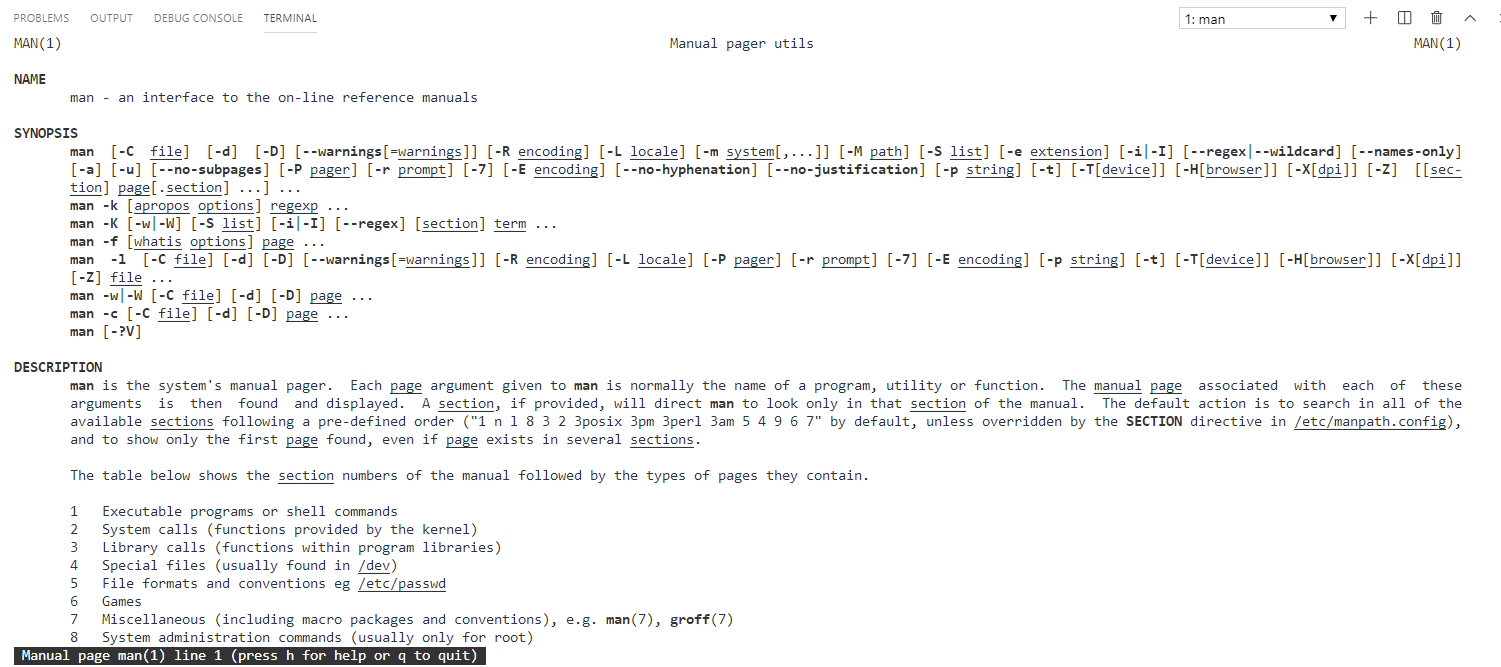 PROBLEMS OUTPUT DEBUG CONSOLE TERMINAL 1: man
MAN(1) Manual pager utils MAN(1)
NAME
man - an interface to the on-line reference manuals
SYNOPSIS
man [-C file] [-d] [-D] [--warnings[=warnings]] [-R encoding] [-L locale] [-m system[,...]] [-M path] [-S list] [-e extension] [-i|-I] [--regex|--wildcard] [--names-only]
[-a] [-u] [--no-subpages] [-P pager] [-r prompt] [-7] [-E encoding] [--no-hyphenation] [--no-justification] [-p string] [-t] [-T[device]] [-H[browser]] [-X[dpi]] [-Z] [[sec-
tion] page[.section] ...] ...
man -k [apropos options] regexp ...
man -K [-w|-W] [-S list] [-i|-I] [--regex] [section] term ...
man -f [whatis options] page ...
man -l [-C file] [-d] [-D] [--warnings[=warnings]] [-R encoding] [-L locale] [-P pager] [-r prompt] [-7] [-E encoding] [-p string] [-t] [-T[device]] [-H[browser]] [-X[dpi]]
[-Z] file ...
man -w|-W [-C file] [-d] [-D] page ...
man -c [-C file] [-d] [-D] page ...
man [-?V]
DESCRIPTION
man is the system's manual pager. Each page argument given to man is normally the name of a program, utility or function. The manual page associated with each of these
arguments is then found and displayed. A section, if provided, will direct man to look only in that section of the manual. The default action is to search in all of the
available sections following a pre-defined order ("1 n l 8 3 2 3posix 3pm 3perl 3am 5 4 9 6 7" by default, unless overridden by the SECTION directive in /etc/manpath.config),
and to show only the first page found, even if page exists in several sections.
The table below shows the section numbers of the manual followed by the types of pages they contain.
1 Executable programs or shell commands
2 System calls (functions provided by the kernel)
3 Library calls (functions within program libraries)
4 Special files (usually found in /dev)
5 File formats and conventions eg /etc/passwd
6 Games
7 Miscellaneous (including macro packages and conventions), e.g. man(7), groff(7)
8 System administration commands (usually only for root)
Manual page man(1) line 1 (press h for help or q to quit)